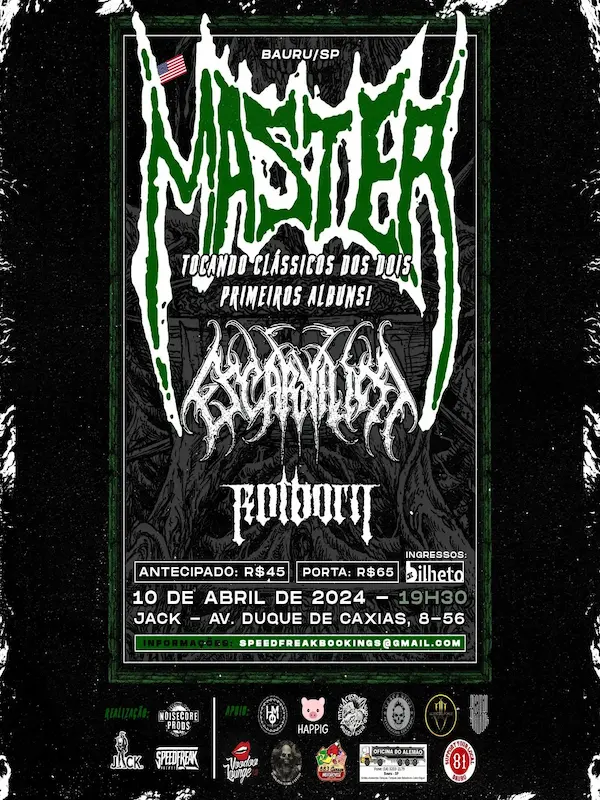 BAURU/SP
MASTER
TOCANDO CLÁSSICOS DOS DOIS
PRIMEIROS ALBUNS!
ESCARNILIUM
Rotborn
INGRESSOS:
ANTECIPADO: R$45 PORTA: R$65 bilheto
10 DE ABRIL DE 2024 – 19H30
JACK – AV. DUQUE DE CAXIAS, 8-56
INFORMAÇÕES: SPEEDFREAKBOOKINGS@GMAIL.COM
REALIZAÇÃO: NOISECORE PRODS APOIO: HAPPIG
JACK SPEEDFREAK Voodoo Lounge OFICINA DO ALEMÃO 81